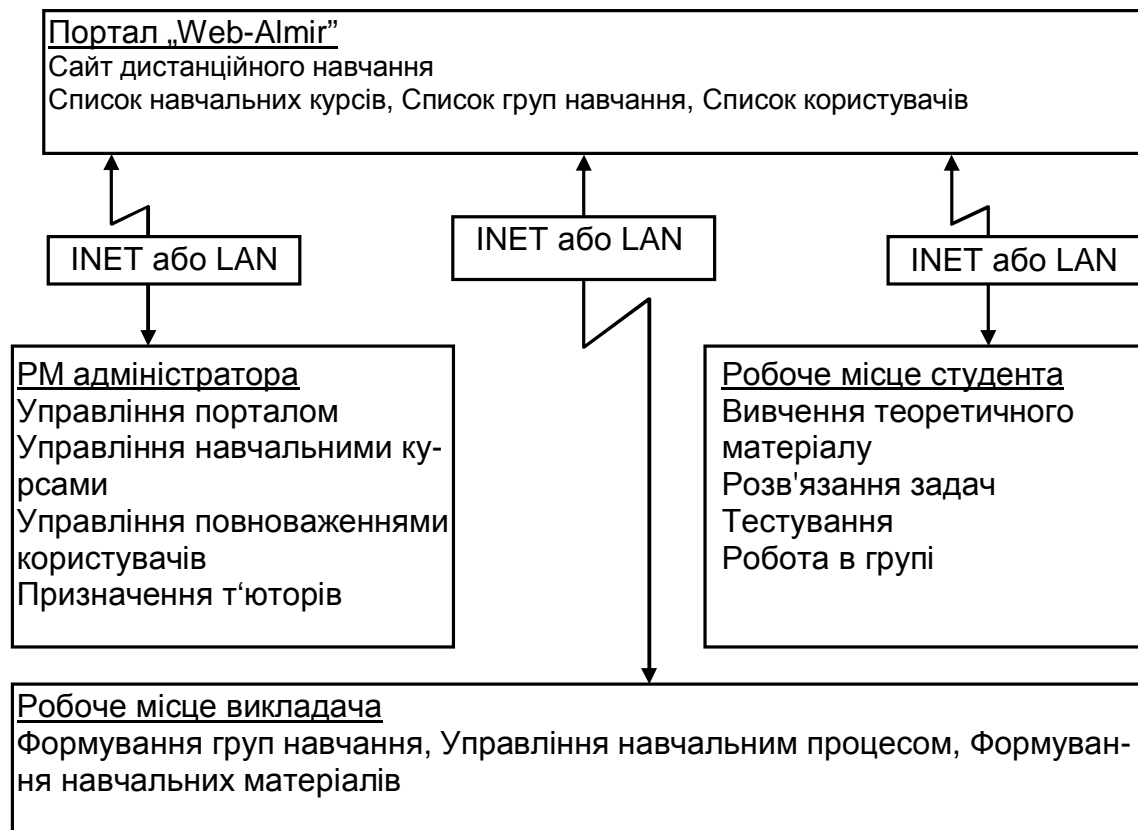 Портал „Web-Almir”
Сайт дистанційного навчання
Список навчальних курсів, Список груп навчання, Список користувачів
INET або LAN
INET або LAN
INET або LAN
РМ адміністратора
Управління порталом
Управління навчальними ку-
рсами
Управління повноваженнями
користувачів
Призначення т‘юторів
Робоче місце студента
Вивчення теоретичного
матеріалу
Розв'язання задач
Тестування
Робота в групі
Робоче місце викладача
Формування груп навчання, Управління навчальним процесом, Формуван-
ня навчальних матеріалів